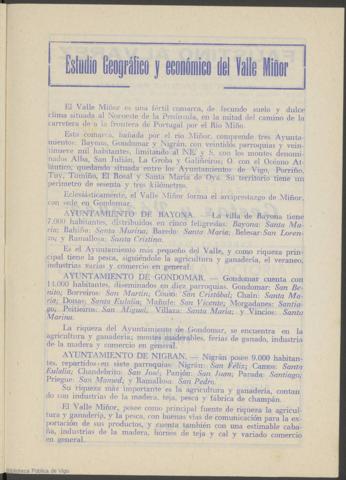 Estudio Geográfico y económico del Valle Miñor
El Valle Miñor es una fértil comarca, de fecundo suelo y dulce
clima situada al Noroeste de la Península, en la mitad del camino de la
carretera de a la frontera de Portugal por el Río Miño.
Esta comarca, bañada por el río Miñor, comprende tres Ayunta-
mientos: Bayona, Gondomar y Nigrán, con veintidós parroquias y vein-
tinueve mil habitantes, limitando al NE. y S. con los montes denomi-
nados Alba, San Julián, La Groba y Galiñeiros; O. con el Océano At-
lántico, quedando situada entre los Ayuntamientos de Vigo, Porriño,
Tuy, Tomiño, El Rosal y Santa María de Oya. Su territorio tiene un
perímetro de sesenta y tres kilómetros.
Eclesiásticamente, el Valle Miñor forma el arciprestazgo de Miñor,
con sede en Gondomar.
AYUNTAMIENTO DE BAYONA. — La villa de Bayona tiene
7.000 habitantes, distribuídos en cinco feligredas: Bayona: Santa Ma-
ría; Bahiña: Santa Marina; Baredo: Santa María; Belesar: San Loren-
zo; y Ramallosa: Santa Cristina.
Es el Ayuntamiento más pequeño del Valle, y como riqueza prin-
cipal tiene la pesca, siguiéndole la agricultura y ganadería, el veraneo,
industrias varias y comercio en general.
AYUNTAMIENTO DE GONDOMAR. — Gondomar cuenta con
14.000 habitantes, diseminados en diez parroquias. Gondomar: San Be-
nito; Borreiros: San Martín; Couso: San Cristóbal; Chaín: Santa Ma-
ría; Donas: Santa Eulalia; Mañufe: San Vicente; Morgadanes: Santia-
go, Peitieros: San Miguel, Villaza: Santa María; y Vincios: Santa
Marina.
La riqueza del Ayuntamiento de Gondomar, se encuentra en la
agricultura y ganadería; montes maderables, ferias de ganado, industria
de la madera y comercio en general.
AYUNTAMIENTO DE NIGRAN. — Nigrán posee 9.000 habitan-
tes, repartidos en siete parroquias: Nigrán: San Félix; Camos: Santa
Eulalia; Chandebrito: San José; Panjón: San Juan; Parada: Santiago;
Priegue: San Mamed, y Ramallosa: San Pedro.
Su riqueza más importante es la agricultura y ganadería, contan-
do con industrias de la madera, teja, pesca y fábrica de champán.
El Valle Miñor, posee como principal fuente de riqueza la agricul-
tura y ganadería, y la pesca, con buenas vías de comunicación para la ex-
portación de sus productos, y cuenta también con una estimable caba-
ña, industrias de la madera, hornos de teja y cal y variado comercio
en general.
Biblioteca Pública de Vigo